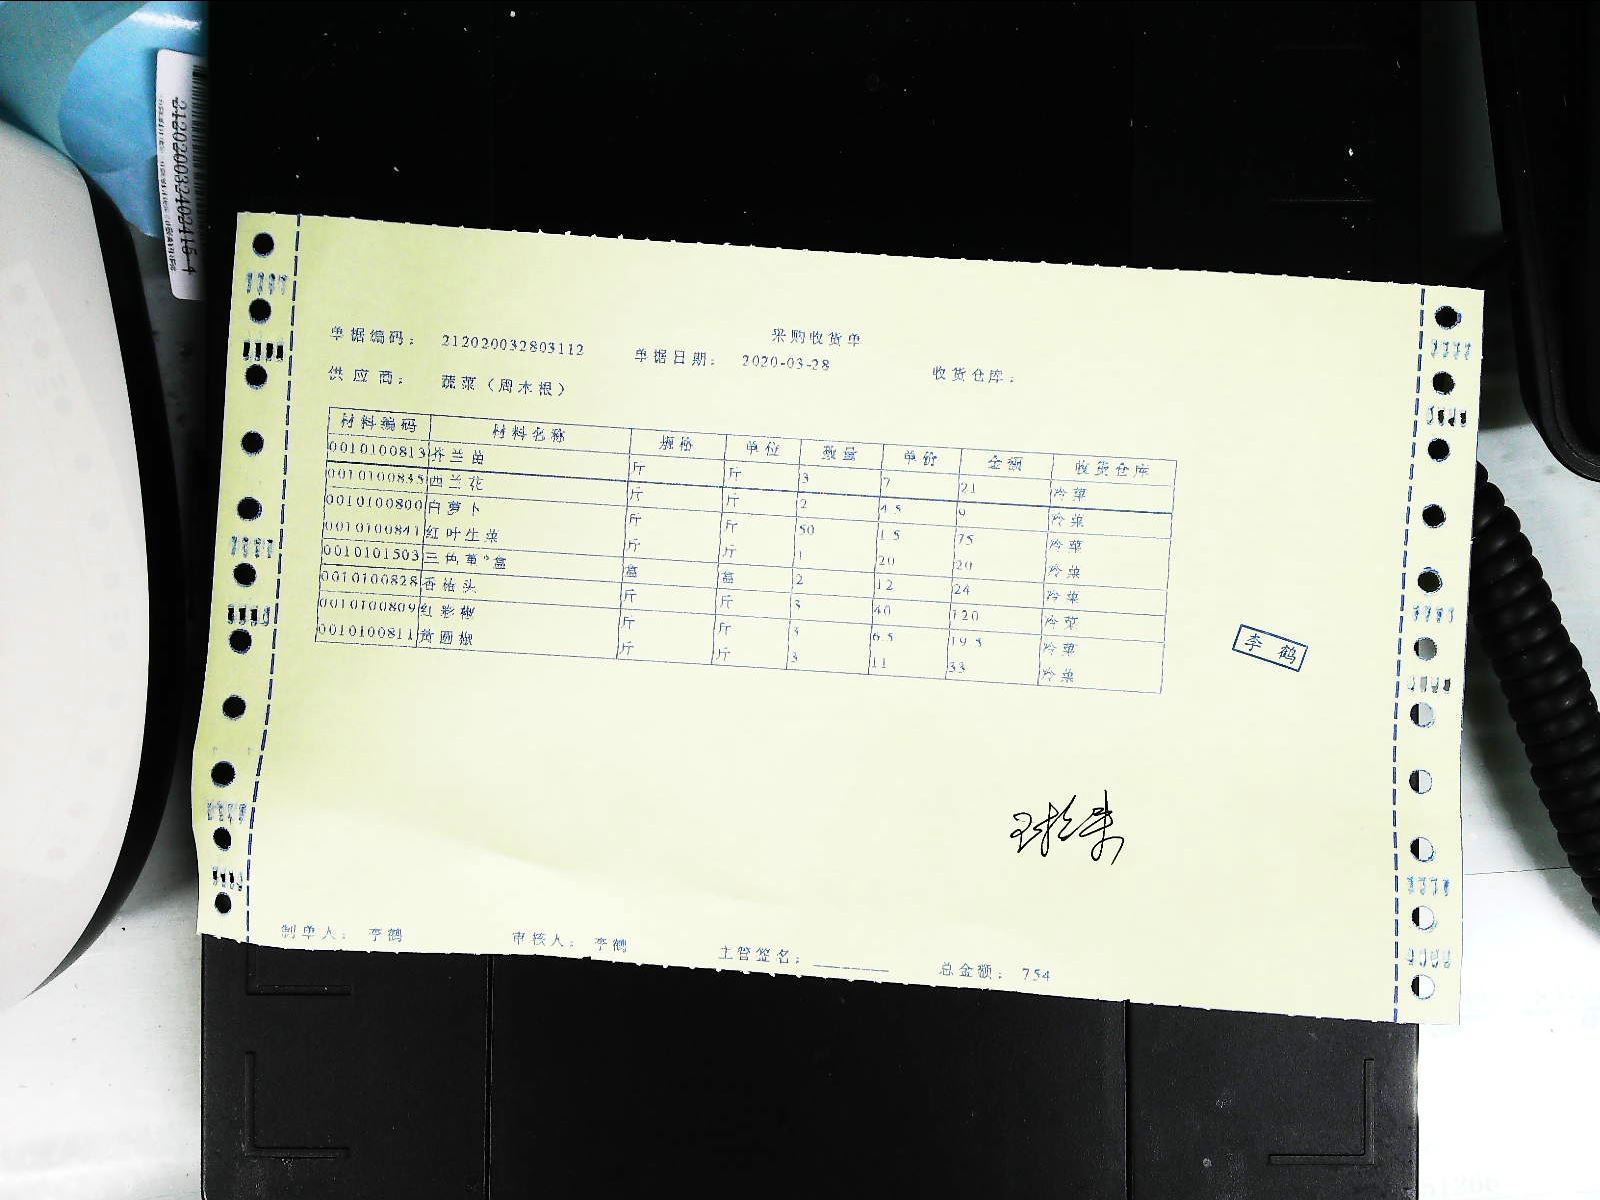 2120200324034 15-4
采购收货单
单据编码： 212020032803112 单据日期： 2020-03-28 收货仓库：
供应商： 蔬菜（周木根）
材料编码 材料名称 规格 单位 数量 单价 金额 收货仓库
0010100813 芥兰苗 斤 斤 3 7 21 冷菜
0010100835 西兰花 斤 斤 2 4.5 9 冷菜
0010100800 白萝卜 斤 斤 50 1.5 75 冷菜
0010100841 红叶生菜 斤 斤 1 20 20 冷菜
0010101503 三色堇*盒 盒 盒 2 12 24 冷菜
0010100828 香椿头 斤 斤 3 40 120 冷菜
0010100809 红彩椒 斤 斤 3 6.5 19.5 冷菜
0010100811 黄圆椒 斤 斤 3 11 33 冷菜
李鹤
制单人： 李鹤 审核人： 李鹤 主管签名：________ 总金额： 754